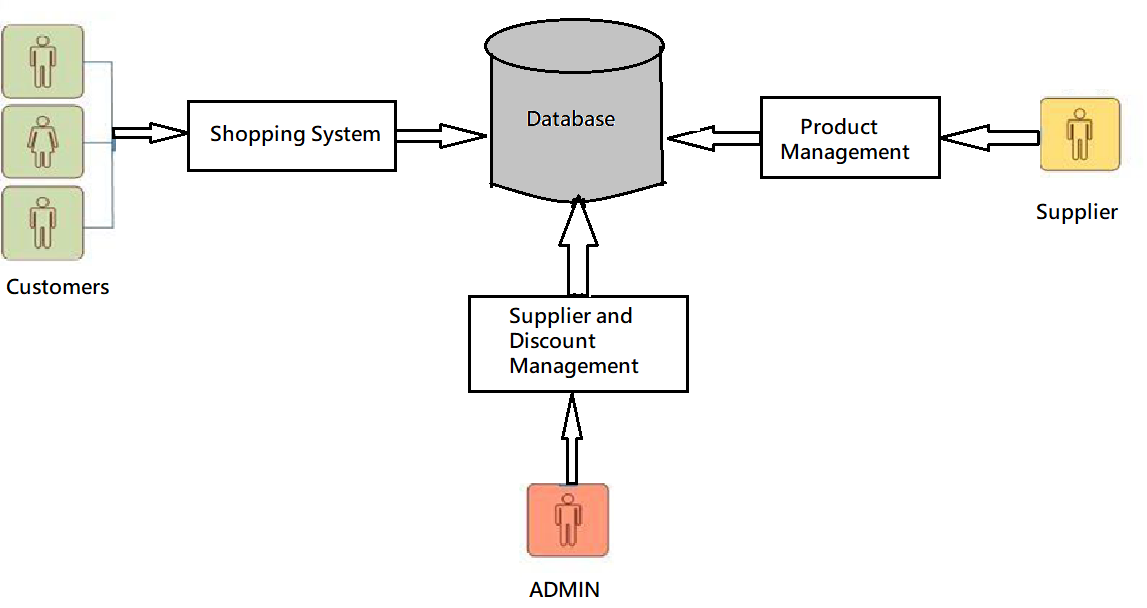 Shopping System
Database
Product
Management
Supplier
Customers
Supplier and
Discount
Management
ADMIN